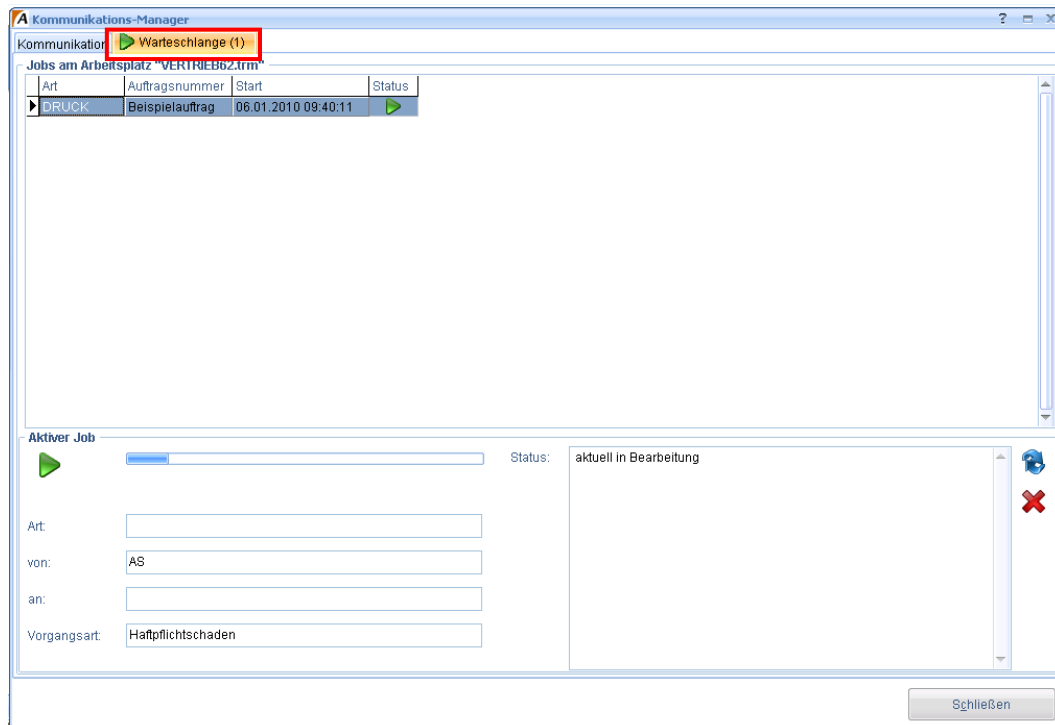 Kommunikations-Manager
Kommunikation Warteschlange (1)
Jobs am Arbeitsplatz "VERTRIEB62.trm"
Art Auftragsnummer Start Status
DRUCK Beispielauftrag 06.01.2010 09:40:11
Aktiver Job
Status: aktuell in Bearbeitung
Art:
von: AS
an:
Vorgangsart: Haftpflichtschaden
Schließen